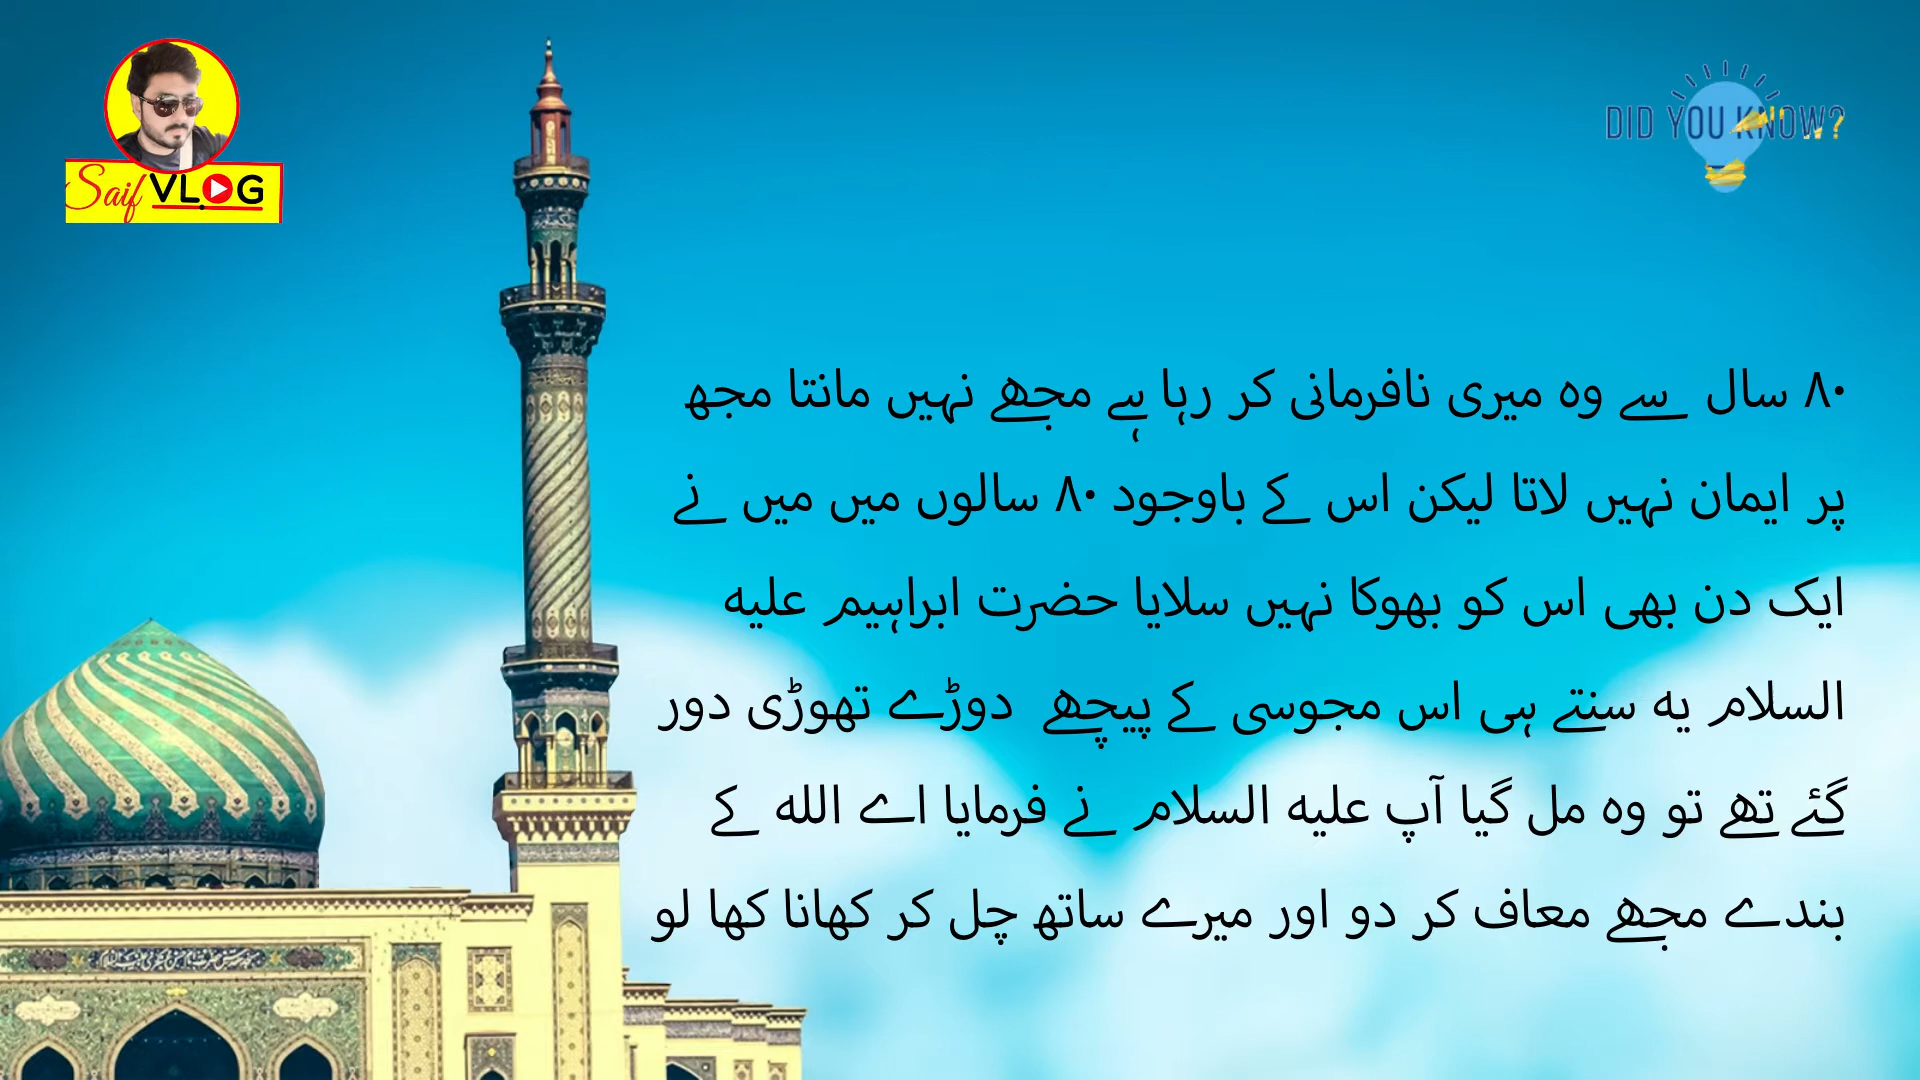 Saif VLOG
DID YOU KNOW?
۸۰ سال سے وہ میری نافرمانی کر رہا ہے مجھے نہیں مانتا مجھ
پر ایمان نہیں لاتا لیکن اس کے باوجود ۸۰ سالوں میں میں نے
ایک دن بھی اس کو بھوکا نہیں سلایا حضرت ابراہیم علیه
السلام یه سنتے ہی اس مجوسی کے پیچھے دوڑے تھوڑی دور
گئے تھے تو وہ مل گیا آپ علیه السلام نے فرمایا اے الله کے
بندے مجھے معاف کر دو اور میرے ساتھ چل کر کھانا کھا لو